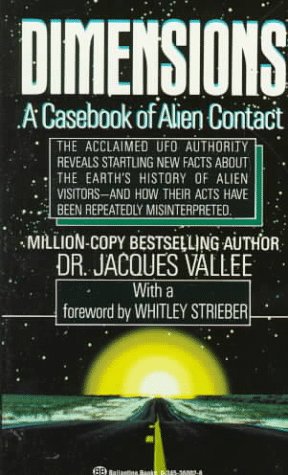 DIMENSIONS
A Casebook of Alien Contact
THE ACCLAIMED UFO AUTHORITY
REVEALS STARTLING NEW FACTS ABOUT
THE EARTH'S HISTORY OF ALIEN
VISITORS—AND HOW THEIR ACTS HAVE
BEEN REPEATEDLY MISINTERPRETED.
MILLION-COPY BESTSELLING AUTHOR
DR. JACQUES VALLEE
With a
foreword by WHITLEY STRIEBER
Ballantine Books